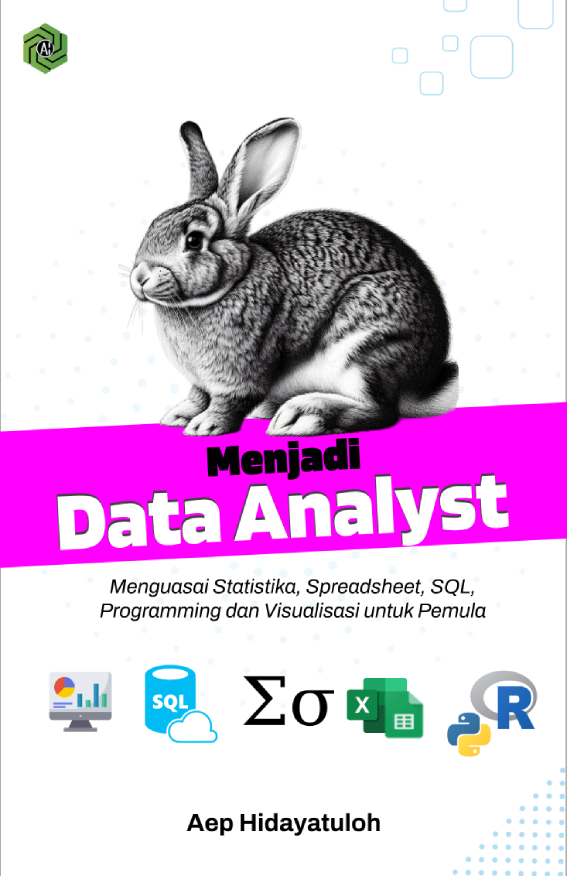 Menjadi
Data Analyst
Menguasai Statistika, Spreadsheet, SQL,
Programming dan Visualisasi untuk Pemula
SQL
Σσ
X
R
Aep Hidayatuloh